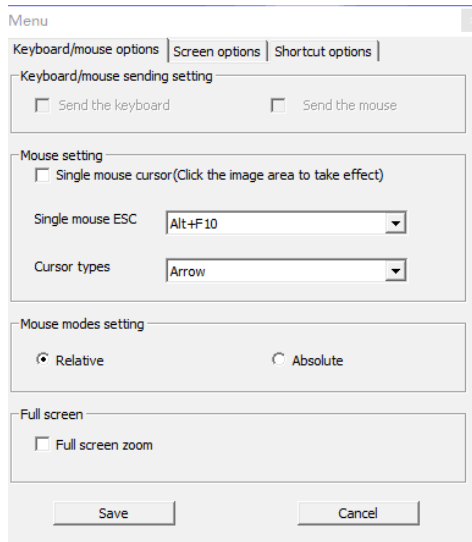 Menu
Keyboard/mouse options Screen options Shortcut options
Keyboard/mouse sending setting
Send the keyboard Send the mouse
Mouse setting
Single mouse cursor(Click the image area to take effect)
Single mouse ESC Alt+F10
Cursor types Arrow
Mouse modes setting
Relative Absolute
Full screen
Full screen zoom
Save Cancel